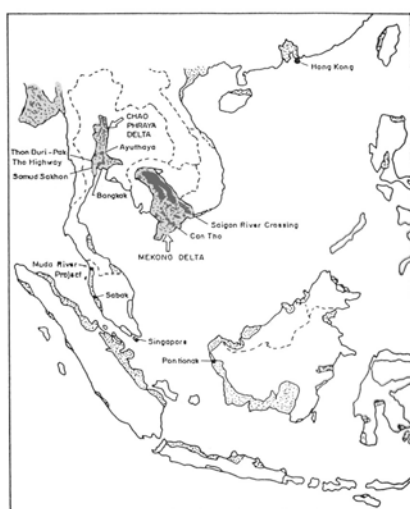 Hong Kong
CHAO
PHRAYA
DELTA
Ayuthaya
Thon Buri-Pak
Tho Highway
Samud Sakhon
Bangkok
Saigon River Crossing
Can Tho
MEKONG DELTA
Muda River
Project
Sabak
Singapore
Pontianak